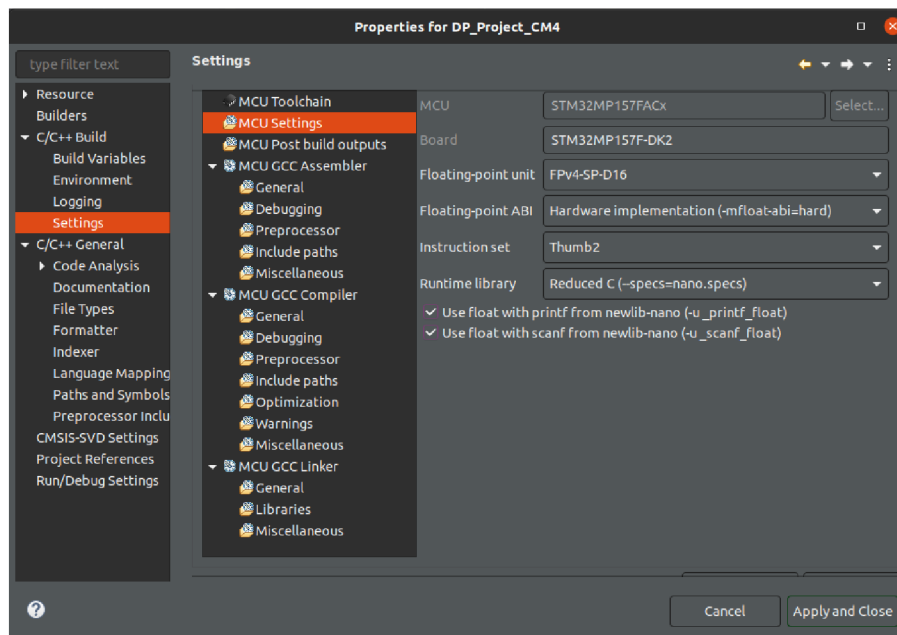 Properties for DP_Project_CM4
type filter text
Settings
Resource
Builders
C/C++ Build
Build Variables
Environment
Logging
Settings
C/C++ General
Code Analysis
Documentation
File Types
Formatter
Indexer
Language Mapping
Paths and Symbols
Preprocessor Inclu
CMSIS-SVD Settings
Project References
Run/Debug Settings
MCU Toolchain
MCU Settings
MCU Post build outputs
MCU GCC Assembler
General
Debugging
Preprocessor
Include paths
Miscellaneous
MCU GCC Compiler
General
Debugging
Preprocessor
Include paths
Optimization
Warnings
Miscellaneous
MCU GCC Linker
General
Libraries
Miscellaneous
MCU STM32MP157FACx Select...
Board STM32MP157F-DK2
Floating-point unit FPv4-SP-D16
Floating-point ABI Hardware implementation (-mfloat-abi=hard)
Instruction set Thumb2
Runtime library Reduced C (--specs=nano.specs)
Use float with printf from newlib-nano (-u _printf_float)
Use float with scanf from newlib-nano (-u _scanf_float)
Cancel Apply and Close